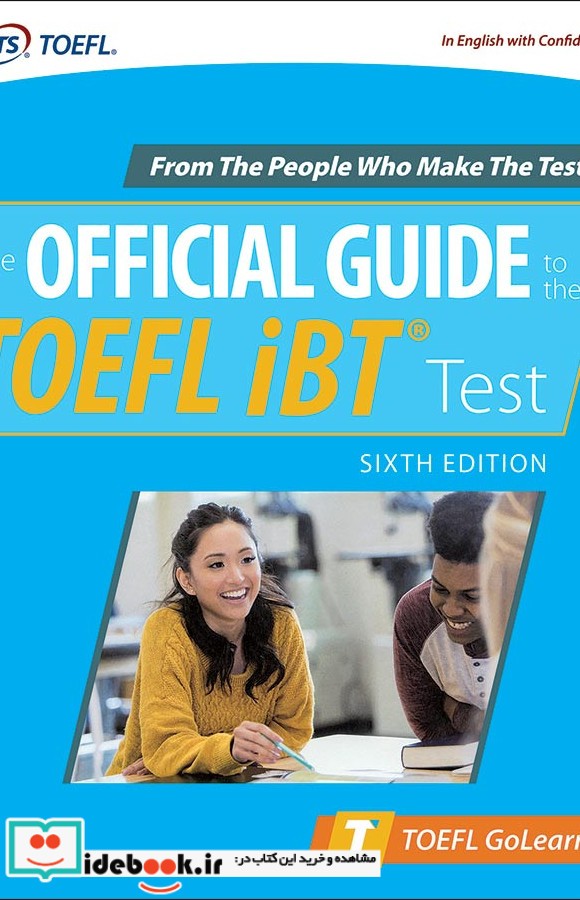 TS® TOEFL®
In English with Confid
From The People Who Make The Test
e OFFICIAL GUIDE to the
TOEFL iBT® Test
SIXTH EDITION
T TOEFL GoLearn
مشاهده و خرید این کتاب در:
idebook.ir